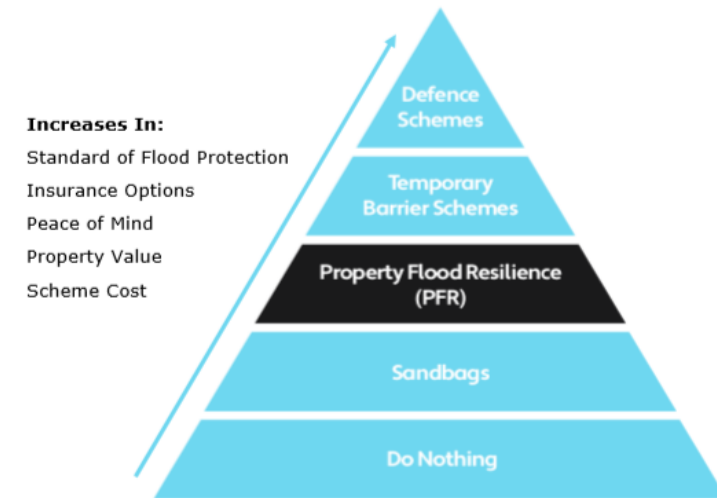 Increases In:
Standard of Flood Protection
Insurance Options
Peace of Mind
Property Value
Scheme Cost
Defence
Schemes
Temporary
Barrier Schemes
Property Flood Resilience
(PFR)
Sandbags
Do Nothing